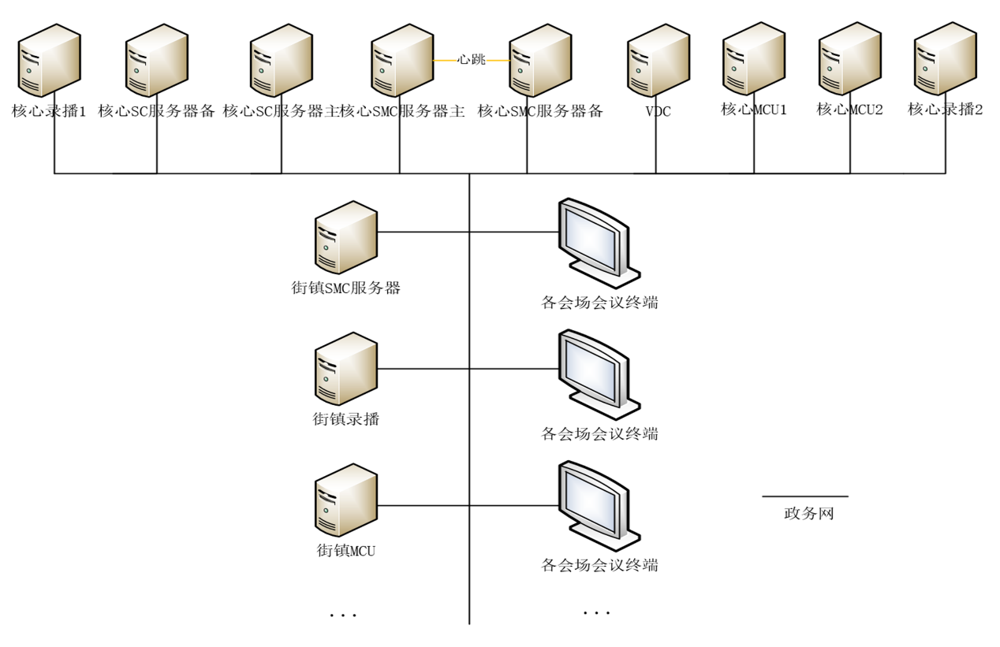 心跳
核心录播1
核心SC服务器备
核心SC服务器主
核心SMC服务器主
核心SMC服务器备
VDC
核心MCU1
核心MCU2
核心录播2
街镇SMC服务器
各会场会议终端
街镇录播
各会场会议终端
政务网
街镇MCU
各会场会议终端
...
...